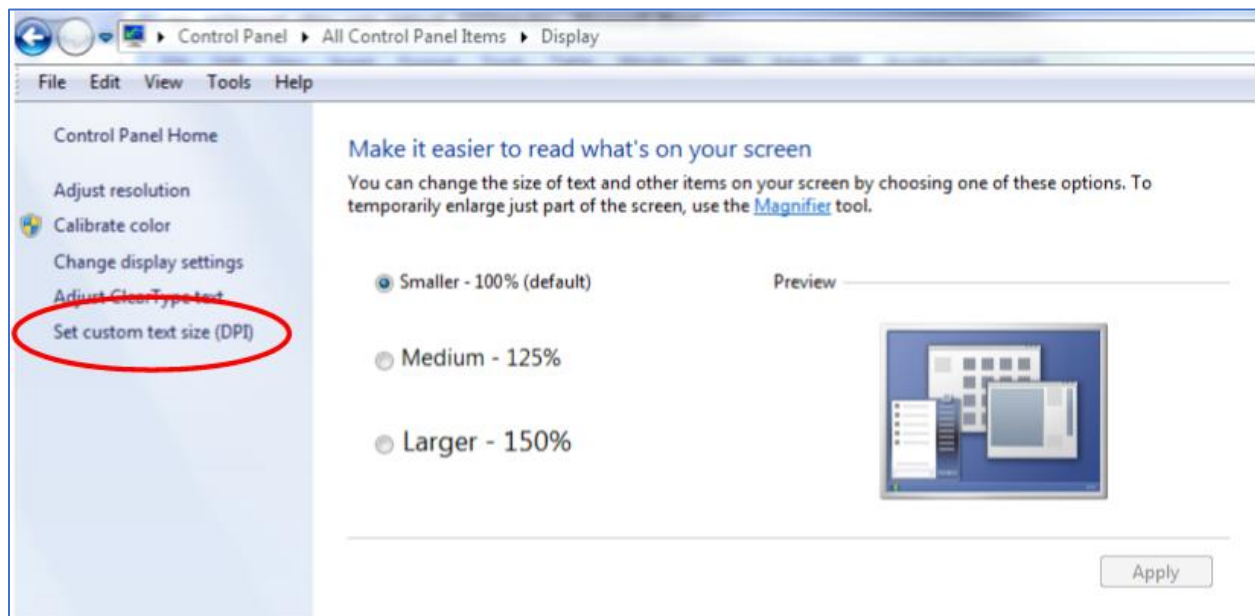 Control Panel All Control Panel Items Display
File Edit View Tools Help
Control Panel Home
Adjust resolution
Calibrate color
Change display settings
Adjust ClearType text
Set custom text size (DPI)
Make it easier to read what's on your screen
You can change the size of text and other items on your screen by choosing one of these options. To
temporarily enlarge just part of the screen, use the Magnifier tool.
Smaller - 100% (default)
Preview
Medium - 125%
Larger - 150%
Apply